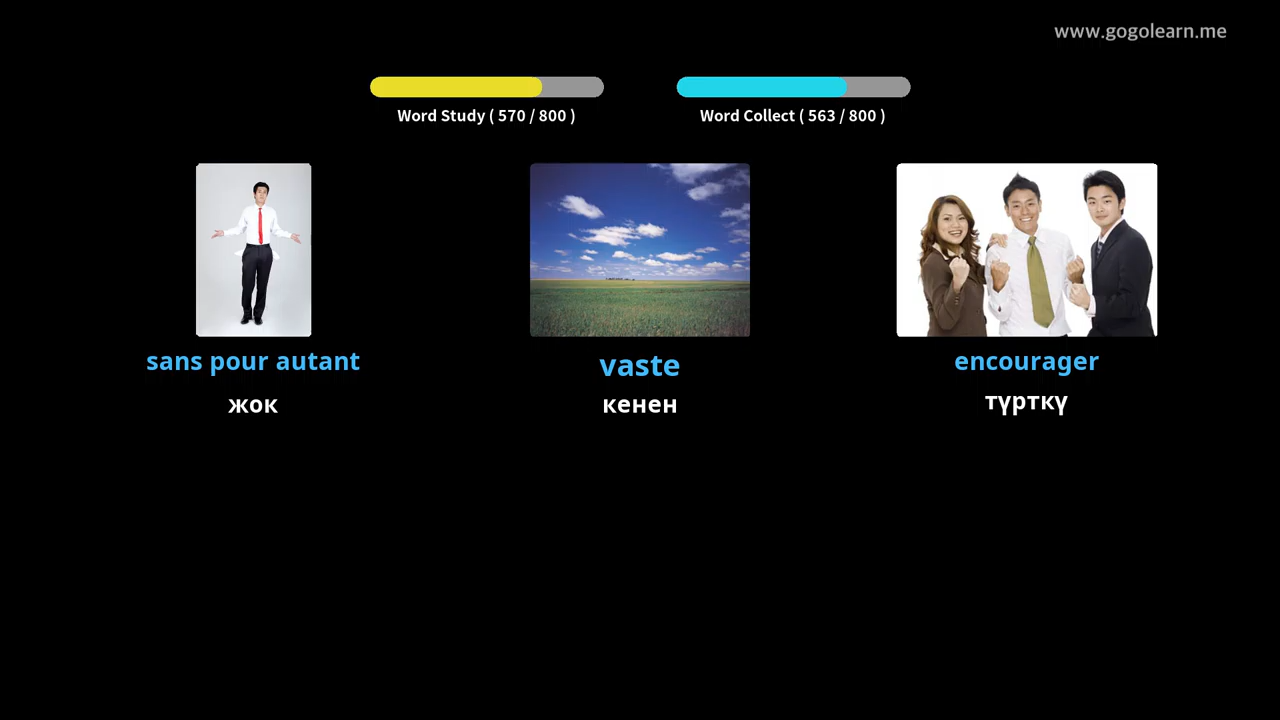 www.gogolearn.me
Word Study ( 570 / 800 )
Word Collect ( 563 / 800 )
sans pour autant
жок
vaste
кенен
encourager
түрткү